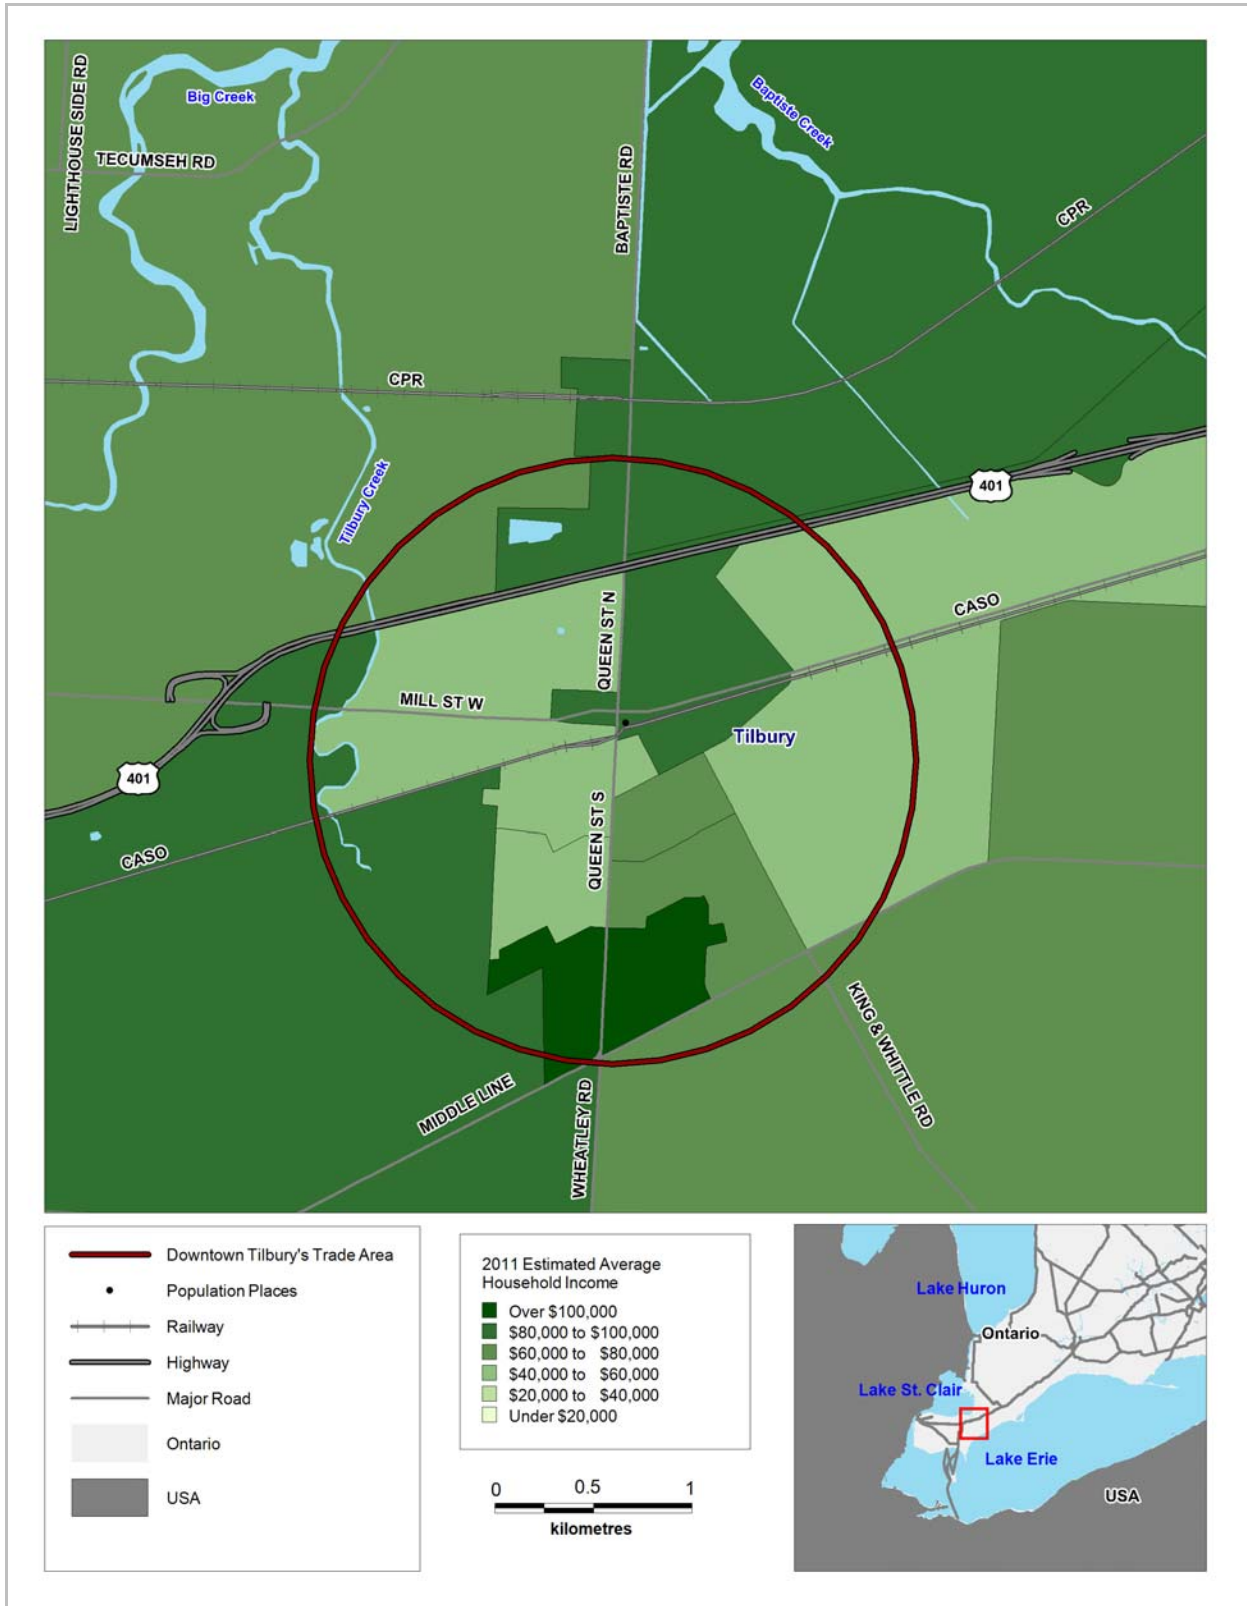 LIGHTHOUSE SIDE RD
Big Creek
TECUMSEH RD
BAPTISTE RD
Baptiste Creek
CPR
CPR
Tilbury Creek
401
CASO
QUEEN ST N
MILL ST W
Tilbury
401
QUEEN ST S
CASO
KING & WHITTLE RD
MIDDLE LINE
WHEATLEY RD
Downtown Tilbury's Trade Area
Population Places
Railway
Highway
Major Road
Ontario
USA
2011 Estimated Average
Household Income
Over $100,000
$80,000 to $100,000
$60,000 to $80,000
$40,000 to $60,000
$20,000 to $40,000
Under $20,000
0 0.5 1
kilometres
Lake Huron
Ontario
Lake St. Clair
Lake Erie
USA